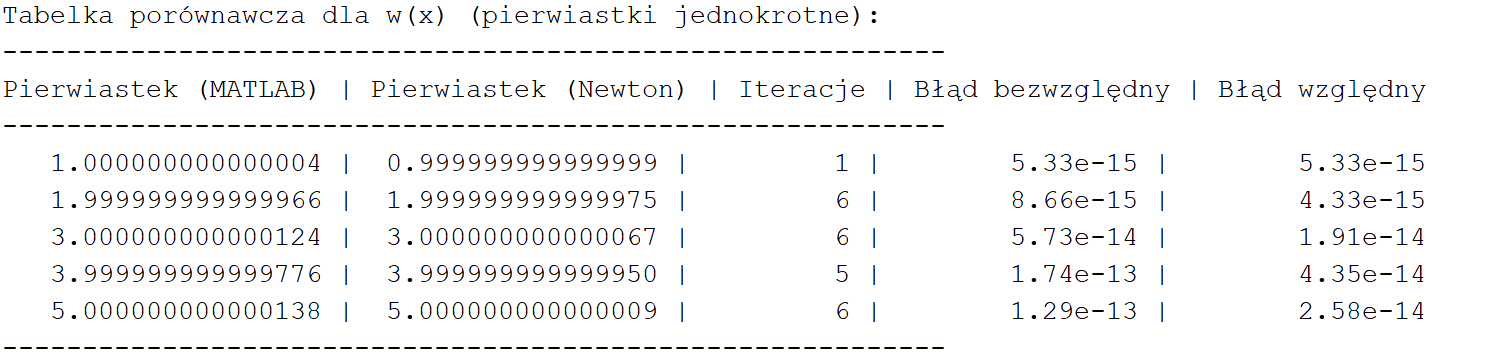 Tabelka porównawcza dla w(x) (pierwiastki jednokrotne):
-----------------------------------------------------------
Pierwiastek (MATLAB) | Pierwiastek (Newton) | Iteracje | Błąd bezwzględny | Błąd względny
-----------------------------------------------------------
1.000000000000004 | 0.999999999999999 | 1 | 5.33e-15 | 5.33e-15
1.999999999999966 | 1.999999999999975 | 6 | 8.66e-15 | 4.33e-15
3.000000000000124 | 3.000000000000067 | 6 | 5.73e-14 | 1.91e-14
3.999999999999776 | 3.999999999999950 | 5 | 1.74e-13 | 4.35e-14
5.000000000000138 | 5.000000000000009 | 6 | 1.29e-13 | 2.58e-14
-----------------------------------------------------------